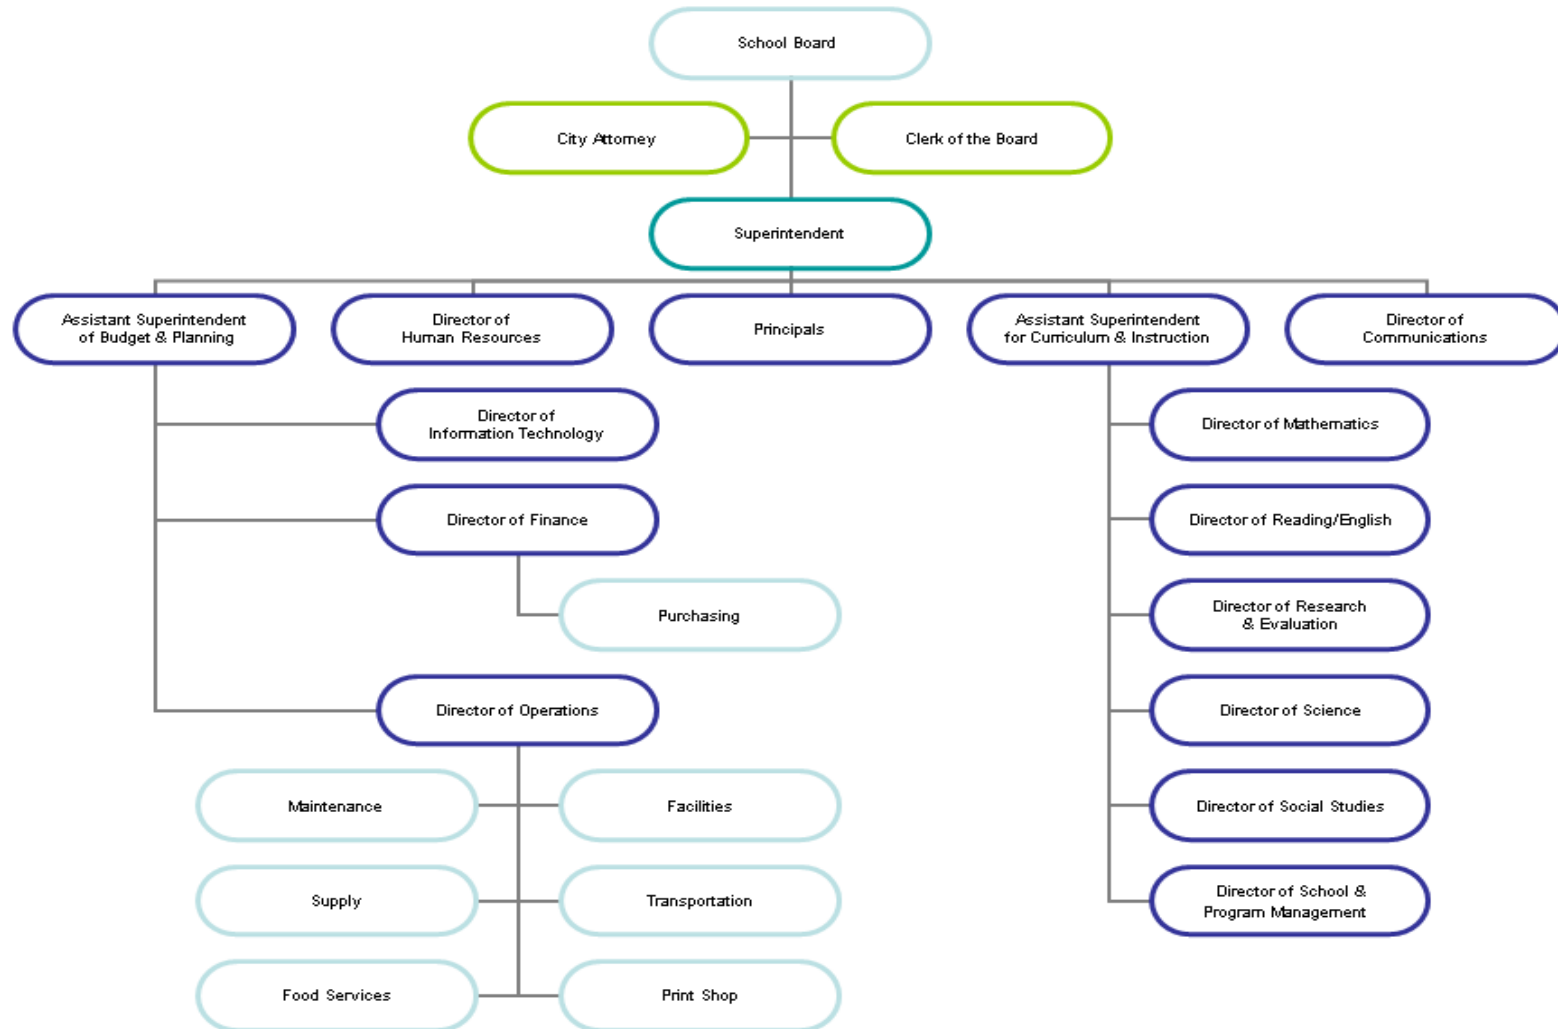 School Board
City Attorney
Clerk of the Board
Superintendent
Assistant Superintendent
of Budget & Planning
Director of
Human Resources
Principals
Assistant Superintendent
for Curriculum & Instruction
Director of
Communications
Director of
Information Technology
Director of Mathematics
Director of Finance
Director of Reading/English
Purchasing
Director of Research
& Evaluation
Director of Operations
Director of Science
Maintenance
Facilities
Director of Social Studies
Supply
Transportation
Director of School &
Program Management
Food Services
Print Shop